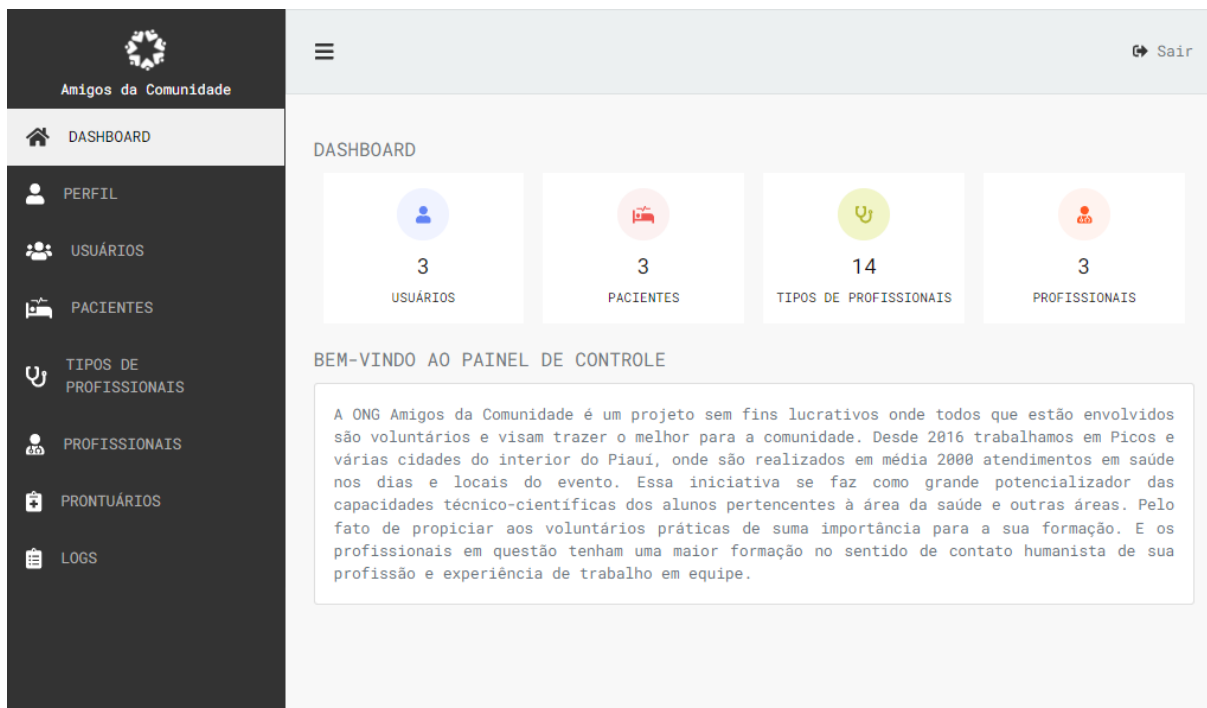 Amigos da Comunidade
Sair
DASHBOARD
PERFIL
USUÁRIOS
PACIENTES
TIPOS DE
PROFISSIONAIS
PROFISSIONAIS
PRONTUÁRIOS
LOGS
DASHBOARD
3
USUÁRIOS
3
PACIENTES
14
TIPOS DE PROFISSIONAIS
3
PROFISSIONAIS
BEM-VINDO AO PAINEL DE CONTROLE
A ONG Amigos da Comunidade é um projeto sem fins lucrativos onde todos que estão envolvidos
são voluntários e visam trazer o melhor para a comunidade. Desde 2016 trabalhamos em Picos e
várias cidades do interior do Piauí, onde são realizados em média 2000 atendimentos em saúde
nos dias e locais do evento. Essa iniciativa se faz como grande potencializador das
capacidades técnico-científicas dos alunos pertencentes à área da saúde e outras áreas. Pelo
fato de propiciar aos voluntários práticas de suma importância para a sua formação. E os
profissionais em questão tenham uma maior formação no sentido de contato humanista de sua
profissão e experiência de trabalho em equipe.